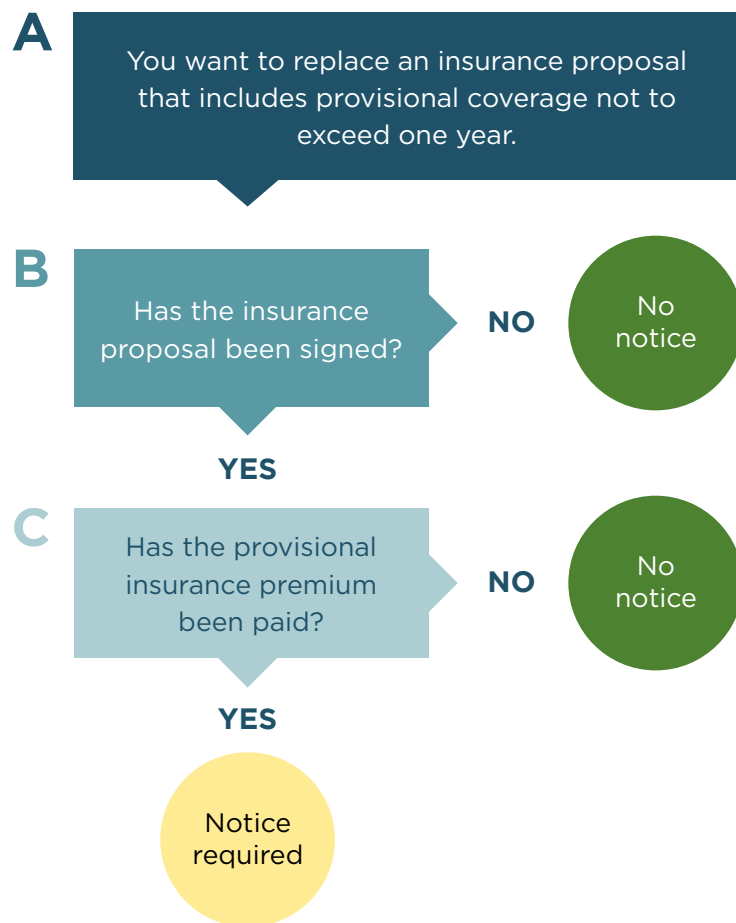 A
You want to replace an insurance proposal
that includes provisional coverage not to
exceed one year.
B
Has the insurance
proposal been signed?
NO
No
notice
YES
C
Has the provisional
insurance premium
been paid?
NO
No
notice
YES
Notice
required